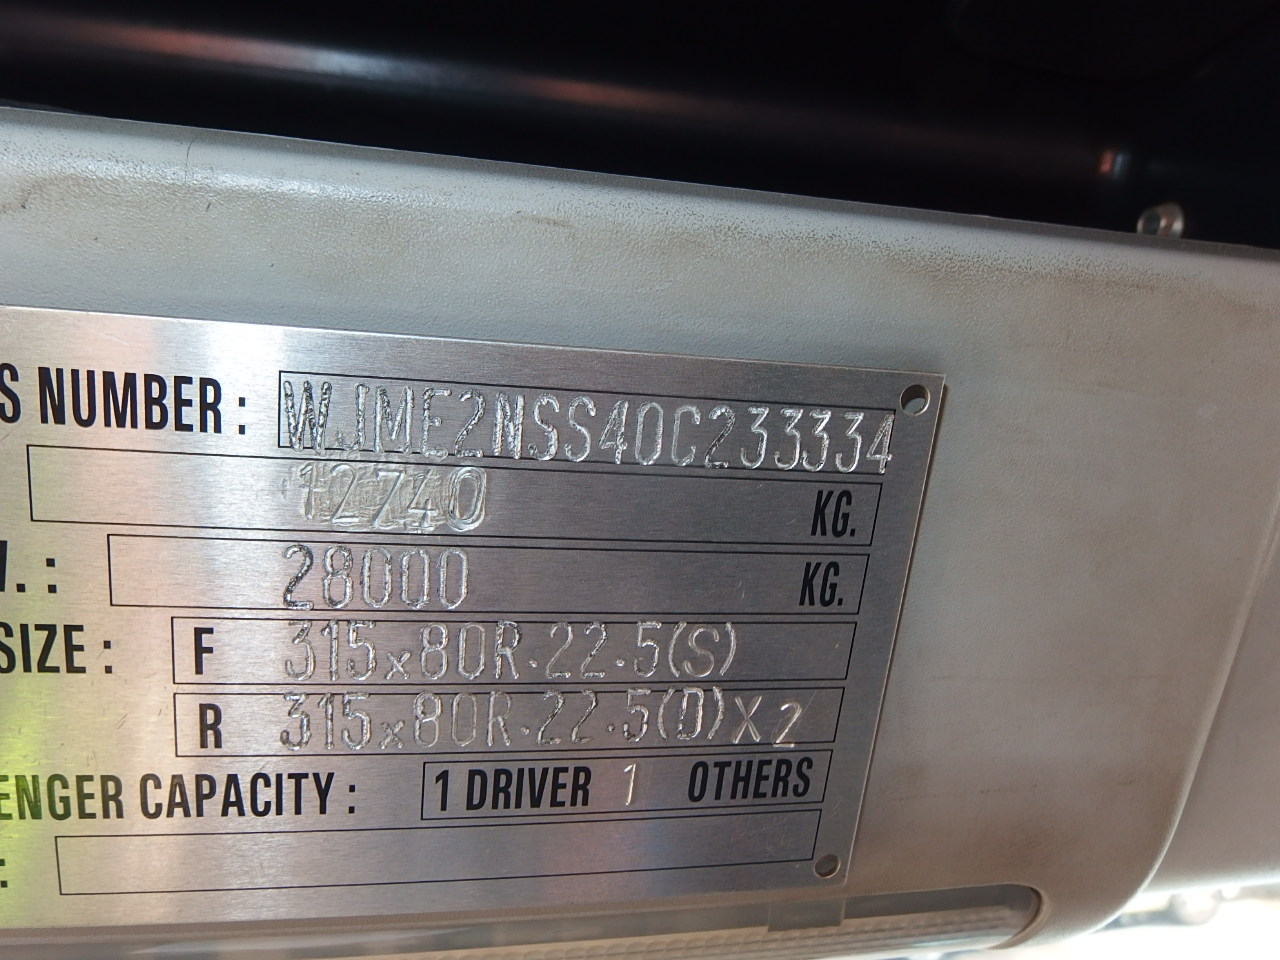 S NUMBER: WJME2NSS40C233334
12740 KG.
28000 KG.
SIZE: F 315x80R.22.5(S)
R 315x80R.22.5(D)X2
ENGER CAPACITY: 1 DRIVER 1 OTHERS